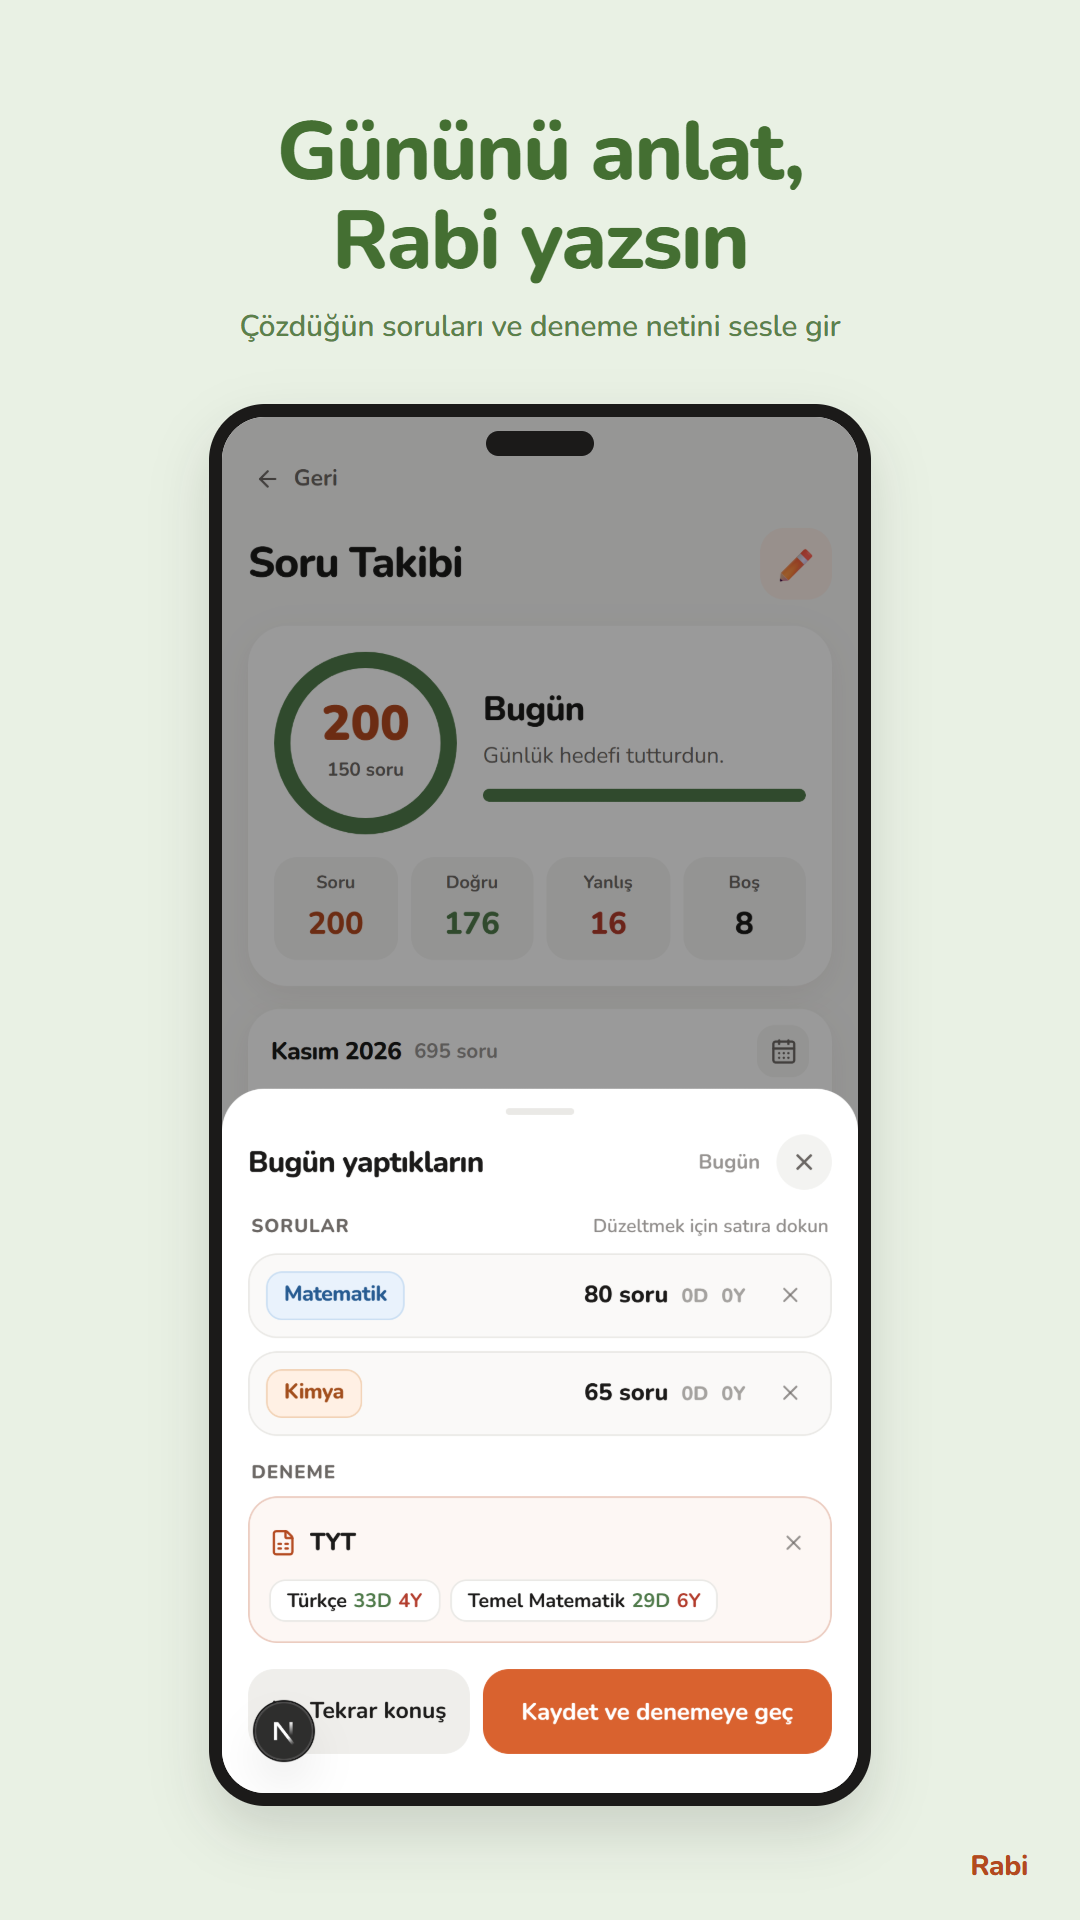 Gününü anlat,
Rabi yazsın
Çözdüğün soruları ve deneme netini sesle gir
Geri
Soru Takibi
200
150 soru
Bugün
Günlük hedefi tutturdun.
Soru Doğru Yanlış Boş
200 176 16 8
Kasım 2026 695 soru
Bugün yaptıkların Bugün
SORULAR Düzeltmek için satıra dokun
Matematik 80 soru 0D 0Y
Kimya 65 soru 0D 0Y
DENEME
TYT
Türkçe 33D 4Y Temel Matematik 29D 6Y
Tekrar konuş Kaydet ve denemeye geç
N
Rabi